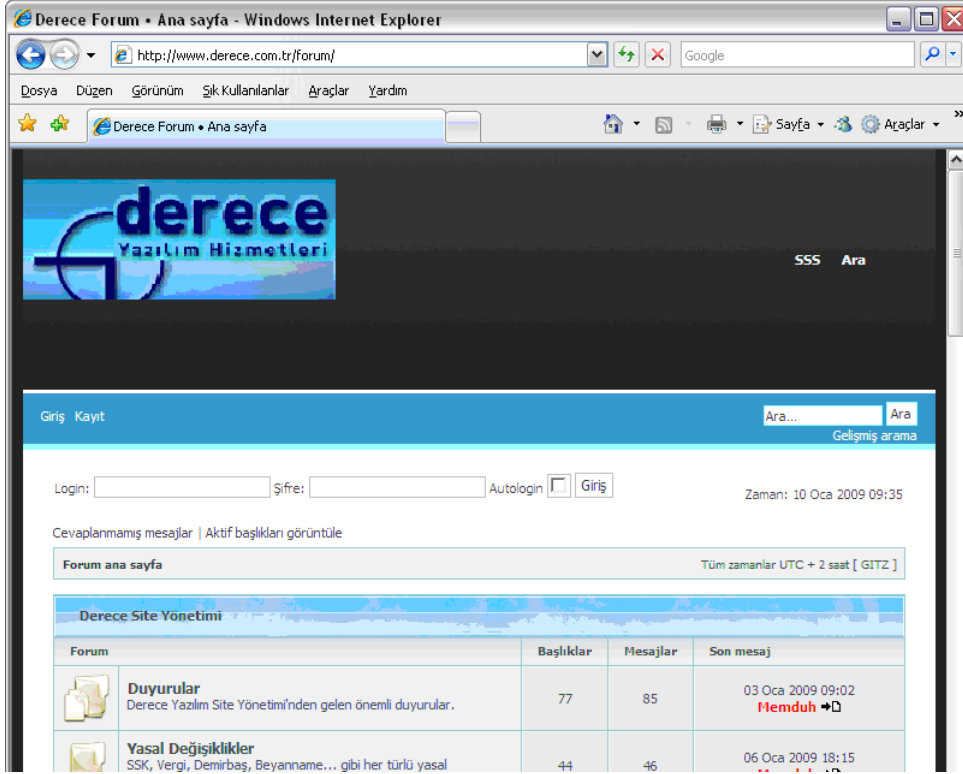 Derece Forum • Ana sayfa - Windows Internet Explorer
http://www.derece.com.tr/forum/
Google
Dosya Düzen Görünüm Sık Kullanılanlar Araçlar Yardım
Derece Forum • Ana sayfa
Sayfa Araçlar »
derece
Yazılım Hizmetleri
SSS Ara
Giriş Kayıt
Ara... Ara
Gelişmiş arama
Login: Şifre: Autologin Giriş
Zaman: 10 Oca 2009 09:35
Cevaplanmamış mesajlar | Aktif başlıkları görüntüle
Forum ana sayfa Tüm zamanlar UTC + 2 saat [ GITZ ]
Derece Site Yönetimi
Forum Başlıklar Mesajlar Son mesaj
Duyurular
Derece Yazılım Site Yönetimi'nden gelen önemli duyurular.
77 85
03 Oca 2009 09:02
Memduh
Yasal Değişiklikler
SSK, Vergi, Demirbaş, Beyanname... gibi her türlü yasal
44 46
06 Oca 2009 18:15